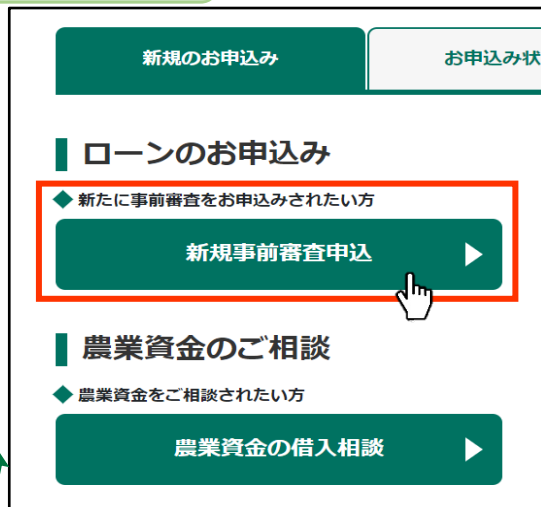 新規のお申込み
お申込み状
ローンのお申込み
新たに事前審査をお申込みされたい方
新規事前審査申込
農業資金のご相談
農業資金をご相談されたい方
農業資金の借入相談